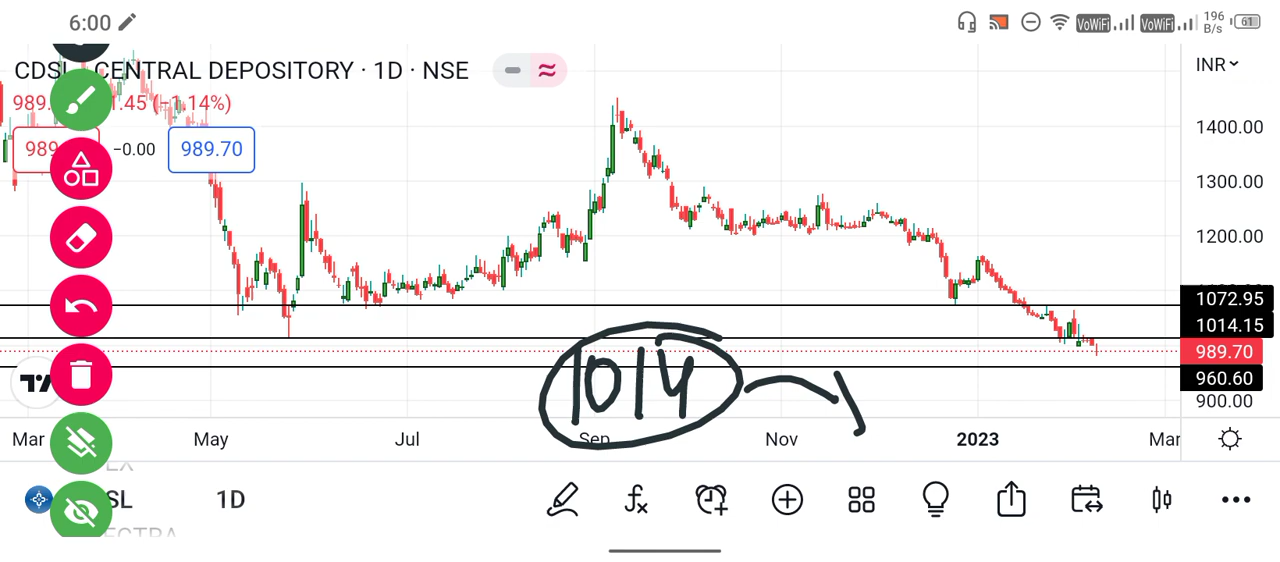 6:00
VoWiFi VoWiFi 196 B/s 61
CDSL CENTRAL DEPOSITORY · 1D · NSE
INR
989. 1.45 (−1.14%)
989 −0.00 989.70
1400.00
1300.00
1200.00
1072.95
1014.15
989.70
960.60
900.00
1014
Mar May Jul Sep Nov 2023 Mar
SL 1D